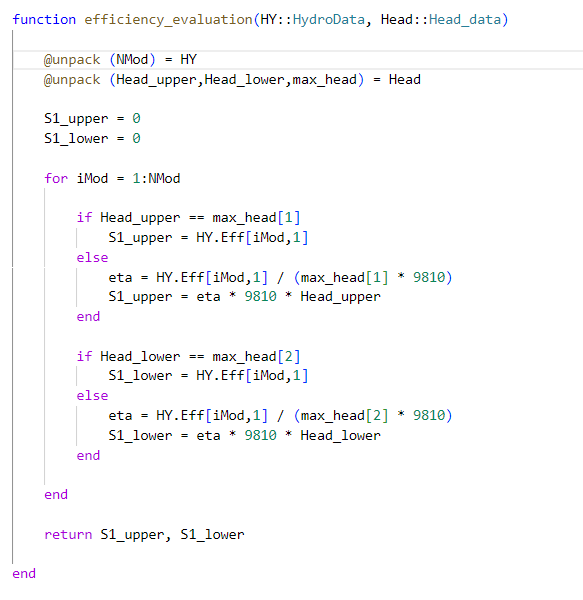 function efficiency_evaluation(HY::HydroData, Head::Head_data)
@unpack (NMod) = HY
@unpack (Head_upper,Head_lower,max_head) = Head
S1_upper = 0
S1_lower = 0
for iMod = 1:NMod
if Head_upper == max_head[1]
S1_upper = HY.Eff[iMod,1]
else
eta = HY.Eff[iMod,1] / (max_head[1] * 9810)
S1_upper = eta * 9810 * Head_upper
end
if Head_lower == max_head[2]
S1_lower = HY.Eff[iMod,1]
else
eta = HY.Eff[iMod,1] / (max_head[2] * 9810)
S1_lower = eta * 9810 * Head_lower
end
end
return S1_upper, S1_lower
end